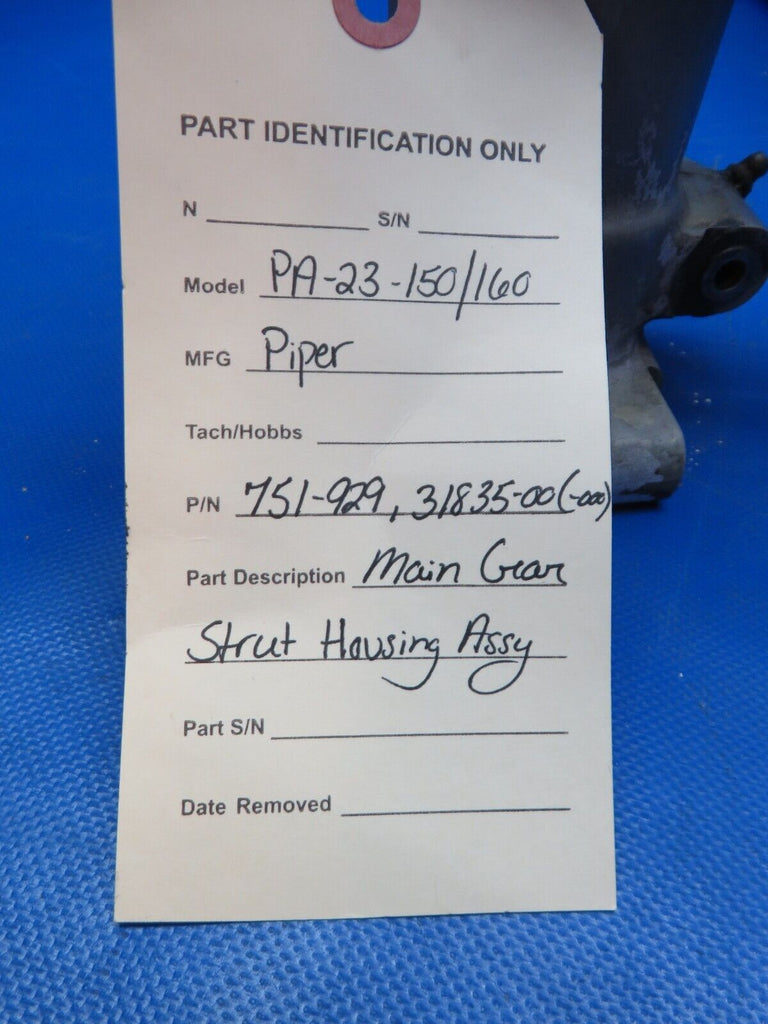 PART IDENTIFICATION ONLY
N S/N
Model PA-23-150/160
MFG Piper
Tach/Hobbs
P/N 751-929, 31835-00(-000)
Part Description Main Gear
Strut Housing Assy
Part S/N
Date Removed